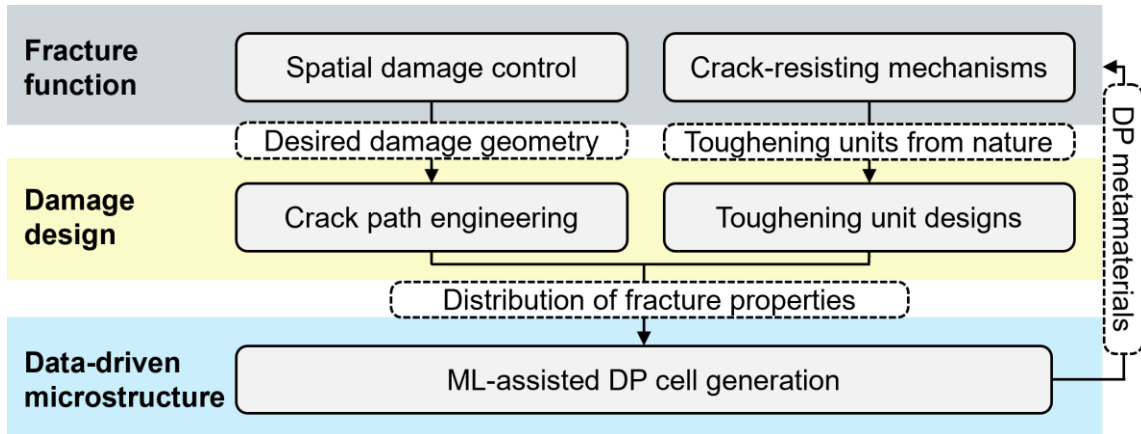 Fracture
function
Spatial damage control
Crack-resisting mechanisms
Desired damage geometry
Toughening units from nature
Damage
design
Crack path engineering
Toughening unit designs
Distribution of fracture properties
Data-driven
microstructure
ML-assisted DP cell generation
DP metamaterials